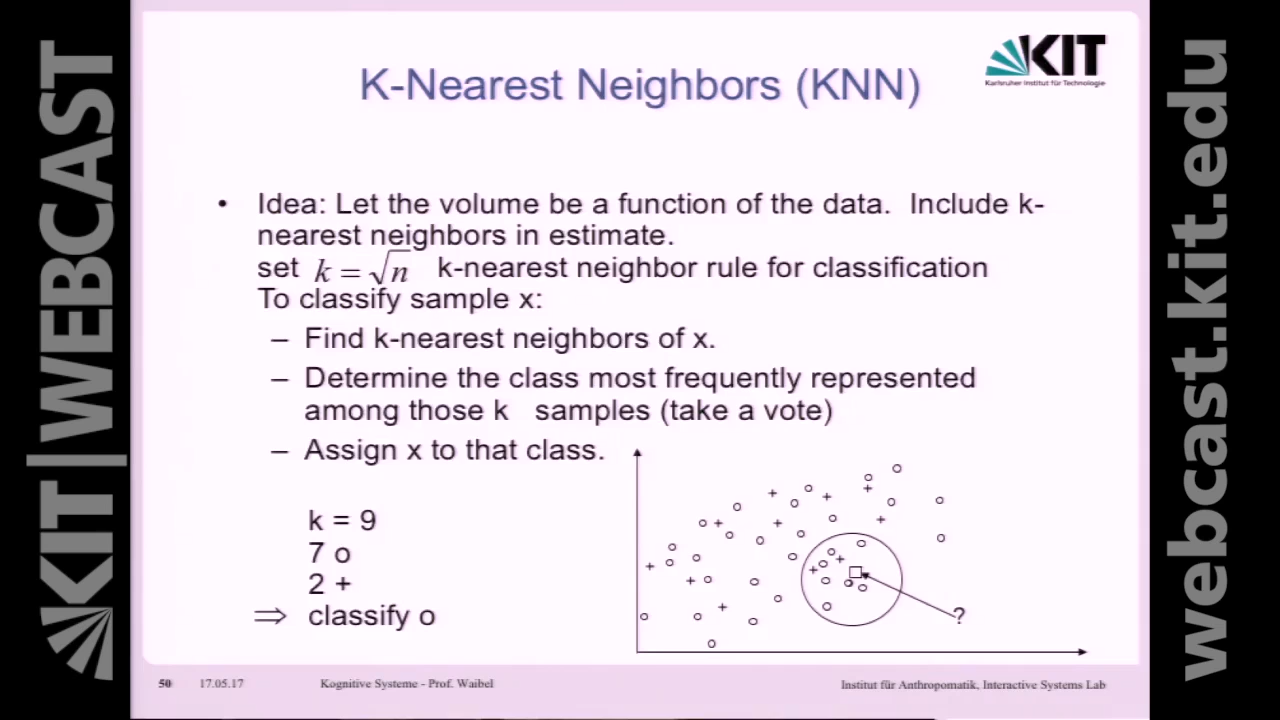 KIT | WEBCAST
KIT
Karlsruher Institut für Technologie
K-Nearest Neighbors (KNN)
• Idea: Let the volume be a function of the data. Include k-
nearest neighbors in estimate.
set k = √n k-nearest neighbor rule for classification
To classify sample x:
– Find k-nearest neighbors of x.
– Determine the class most frequently represented
among those k samples (take a vote)
– Assign x to that class.
k = 9
7 o
2 +
⇒ classify o
?
50 17.05.17 Kognitive Systeme - Prof. Waibel Institut für Anthropomatik, Interactive Systems Lab
webcast.kit.edu